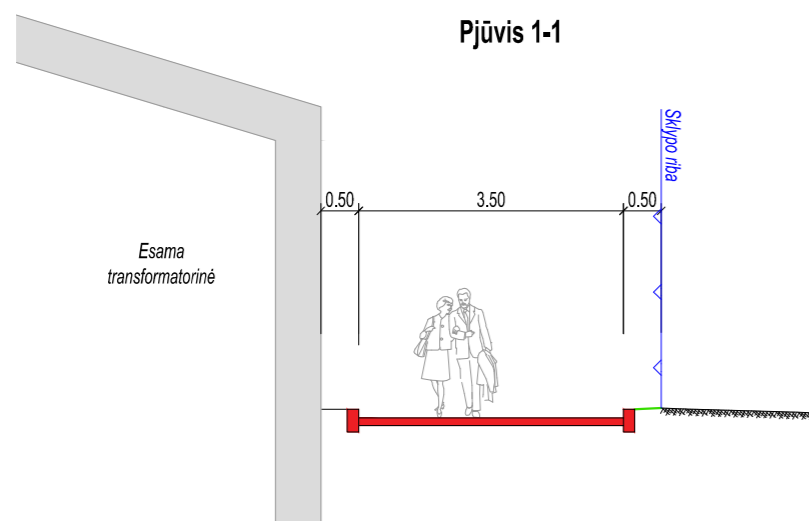 Pjūvis 1-1
Sklypo riba
0.50 3.50 0.50
Esama
transformatorinė